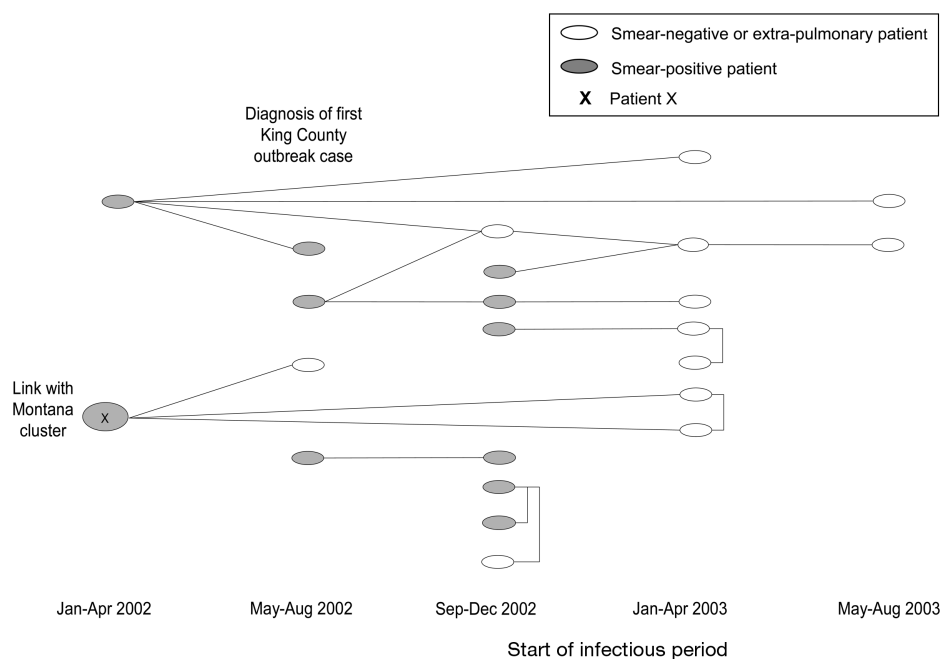 Smear-negative or extra-pulmonary patient
Smear-positive patient
X Patient X
Diagnosis of first
King County
outbreak case
Link with
Montana
cluster
X
Jan-Apr 2002 May-Aug 2002 Sep-Dec 2002 Jan-Apr 2003 May-Aug 2003
Start of infectious period